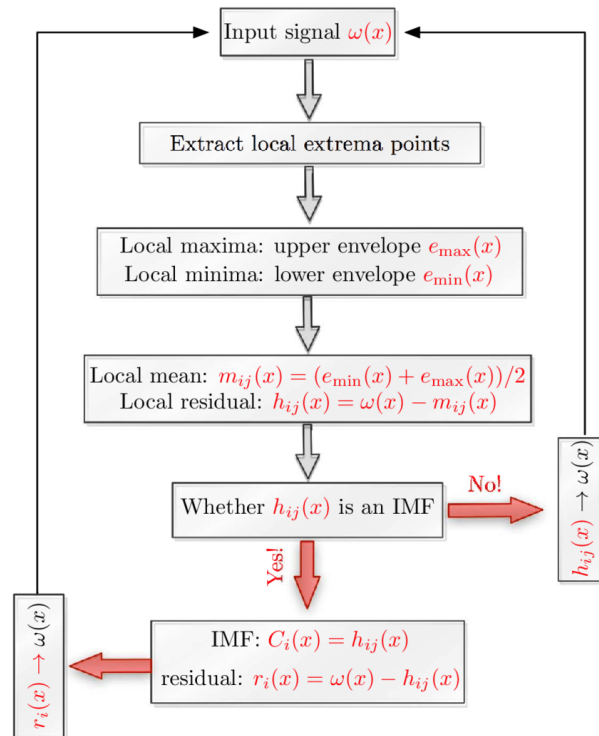 Input signal ω(x)
Extract local extrema points
Local maxima: upper envelope e_max(x)
Local minima: lower envelope e_min(x)
Local mean: m_ij(x) = (e_min(x) + e_max(x))/2
Local residual: h_ij(x) = ω(x) − m_ij(x)
Whether h_ij(x) is an IMF
No!
h_ij(x) → ω(x)
Yes!
IMF: C_i(x) = h_ij(x)
residual: r_i(x) = ω(x) − h_ij(x)
r_i(x) → ω(x)